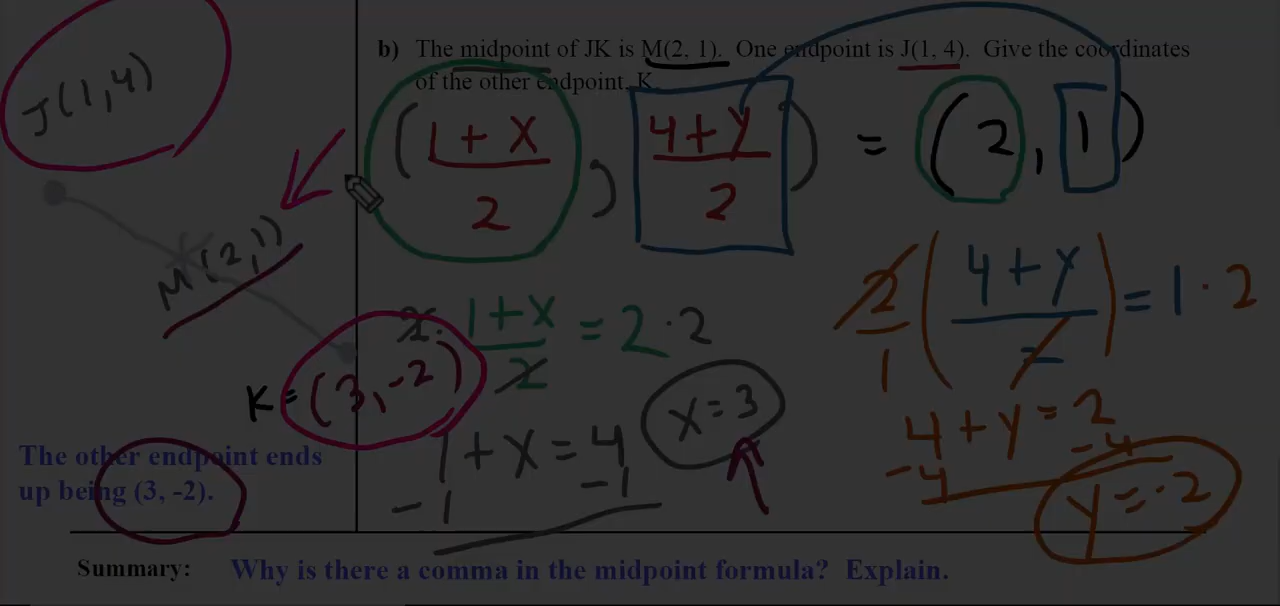 b) The midpoint of JK is M(2, 1). One endpoint is J(1, 4). Give the coordinates
of the other endpoint, K.
J(1,4)
(1 + x / 2 , 4 + y / 2) = (2, 1)
M(2,1)
2 · 1 + x / 2 = 2 · 2
2 / 1 (4 + y / 2) = 1 · 2
K = (3, -2)
x = 3
1 + x = 4
-1 -1
4 + y = 2
-4 -4
y = -2
The other endpoint ends
up being (3, -2).
Summary: Why is there a comma in the midpoint formula? Explain.